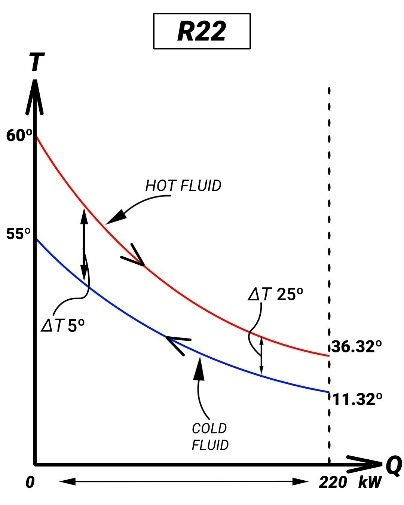 R22
T
60º
HOT FLUID
55º
ΔT 25º
ΔT 5º
36.32º
11.32º
COLD
FLUID
Q
0
220 kW